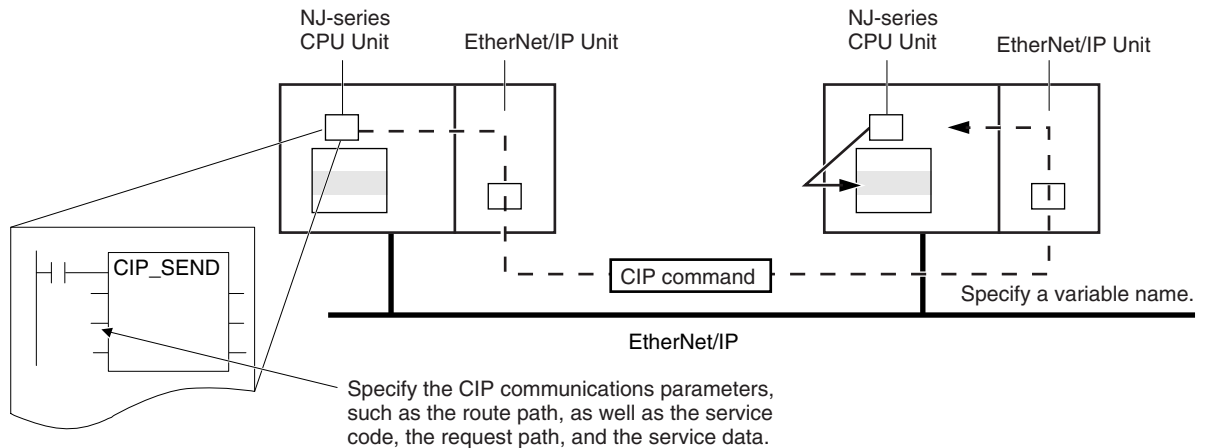 NJ-series
CPU Unit
EtherNet/IP Unit
NJ-series
CPU Unit
EtherNet/IP Unit
CIP_SEND
CIP command
Specify a variable name.
EtherNet/IP
Specify the CIP communications parameters,
such as the route path, as well as the service
code, the request path, and the service data.